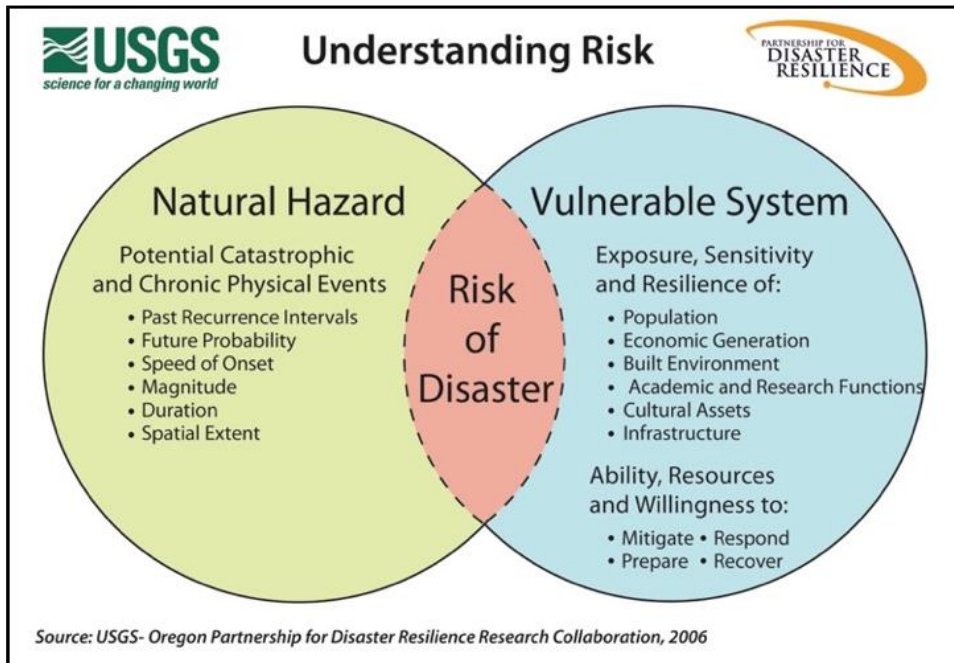 USGS
science for a changing world
Understanding Risk
PARTNERSHIP FOR
DISASTER
RESILIENCE
Natural Hazard
Potential Catastrophic
and Chronic Physical Events
• Past Recurrence Intervals
• Future Probability
• Speed of Onset
• Magnitude
• Duration
• Spatial Extent
Risk
of
Disaster
Vulnerable System
Exposure, Sensitivity
and Resilience of:
• Population
• Economic Generation
• Built Environment
• Academic and Research Functions
• Cultural Assets
• Infrastructure
Ability, Resources
and Willingness to:
• Mitigate • Respond
• Prepare • Recover
Source: USGS- Oregon Partnership for Disaster Resilience Research Collaboration, 2006